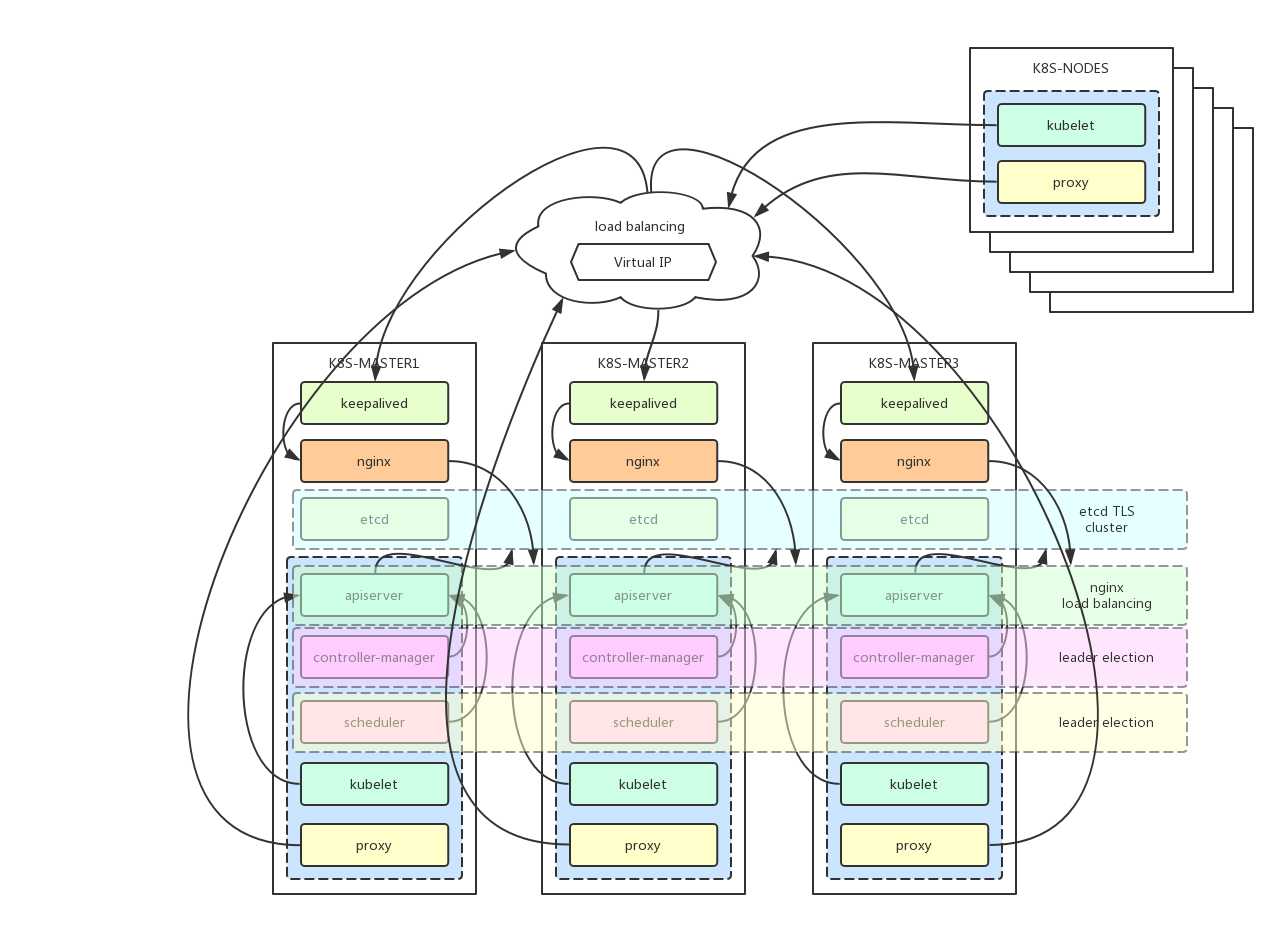 K8S-NODES
kubelet
proxy
load balancing
Virtual IP
K8S-MASTER1
K8S-MASTER2
K8S-MASTER3
keepalived
keepalived
keepalived
nginx
nginx
nginx
etcd
etcd
etcd
etcd TLS
cluster
apiserver
apiserver
apiserver
nginx
load balancing
controller-manager
controller-manager
controller-manager
leader election
scheduler
scheduler
scheduler
leader election
kubelet
kubelet
kubelet
proxy
proxy
proxy